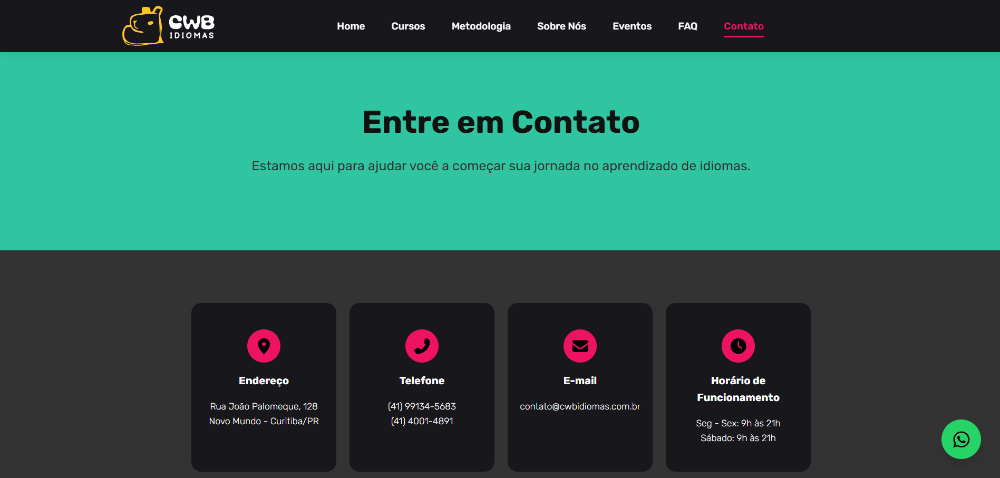 CWB
IDIOMAS
Home
Cursos
Metodologia
Sobre Nós
Eventos
FAQ
Contato
Entre em Contato
Estamos aqui para ajudar você a começar sua jornada no aprendizado de idiomas.
Endereço
Rua João Palomeque, 128
Novo Mundo - Curitiba/PR
Telefone
(41) 99134-5683
(41) 4001-4891
E-mail
contato@cwbidiomas.com.br
Horário de
Funcionamento
Seg - Sex: 9h às 21h
Sábado: 9h às 21h